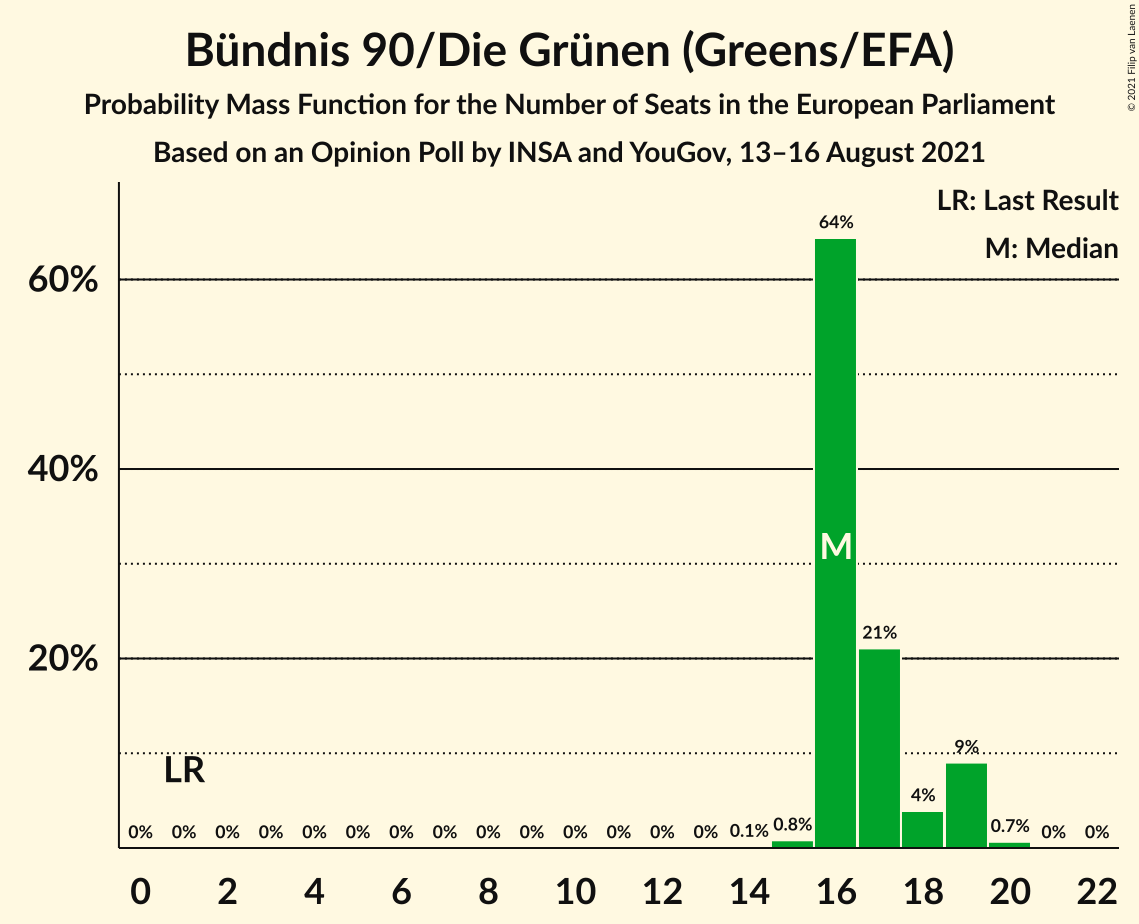 Bündnis 90/Die Grünen (Greens/EFA)
Probability Mass Function for the Number of Seats in the European Parliament
Based on an Opinion Poll by INSA and YouGov, 13–16 August 2021
© 2021 Filip van Laenen
LR: Last Result
M: Median
64%
60%
40%
M
21%
20%
9%
LR
4%
0% 0% 0% 0% 0% 0% 0% 0% 0% 0% 0% 0% 0% 0% 0.1% 0.8% 0.7% 0% 0%
0 2 4 6 8 10 12 14 16 18 20 22